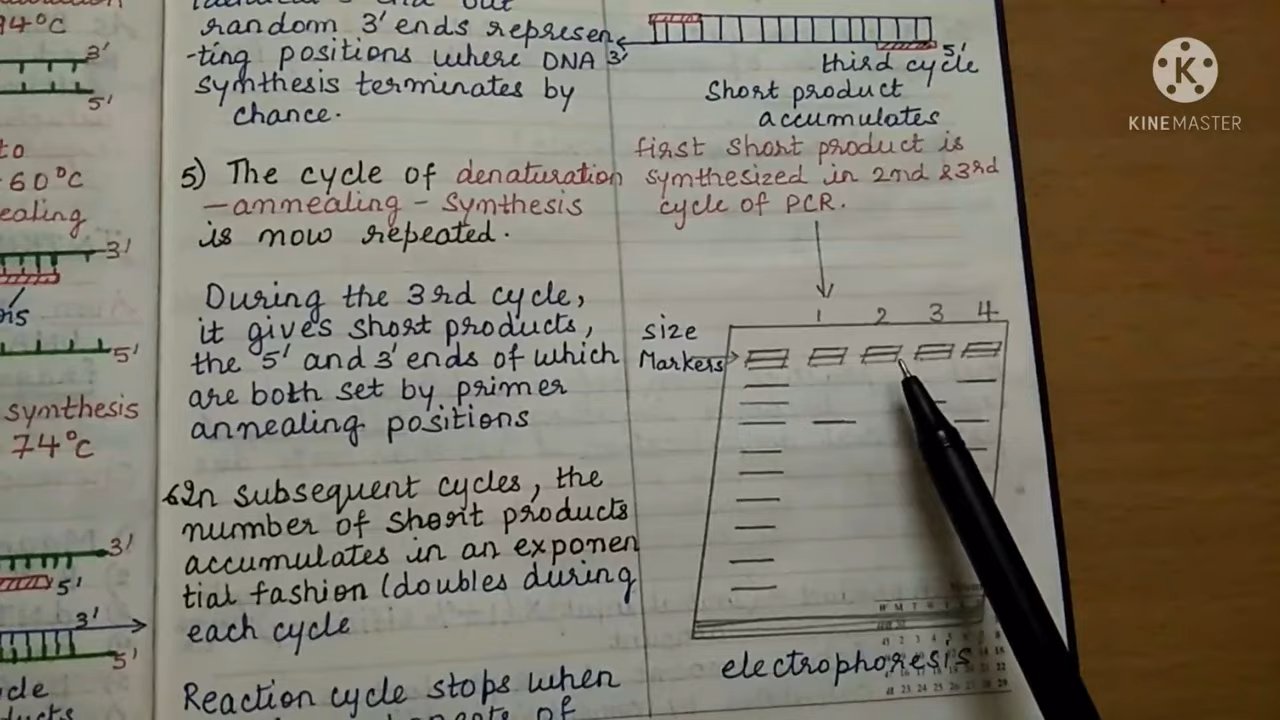 94°C
3'
5'
to
60°C
ealing
3'
5'
synthesis
74°C
3'
5'
3'
5'
random 3' ends represen
-ting positions where DNA
synthesis terminates by
chance.
5) The cycle of denaturation
- annealing - synthesis
is now repeated.
During the 3rd cycle,
it gives short products,
the 5' and 3' ends of which
are both set by primer
annealing positions
6 In subsequent cycles, the
number of short products
accumulates in an exponen
tial fashion (doubles during
each cycle
Reaction cycle stops when
of
3'
5'
third cycle
Short product
accumulates
first short product is
synthesized in 2nd & 3rd
cycle of PCR.
1 2 3 4
size
Markers
electrophoresis
KINEMASTER